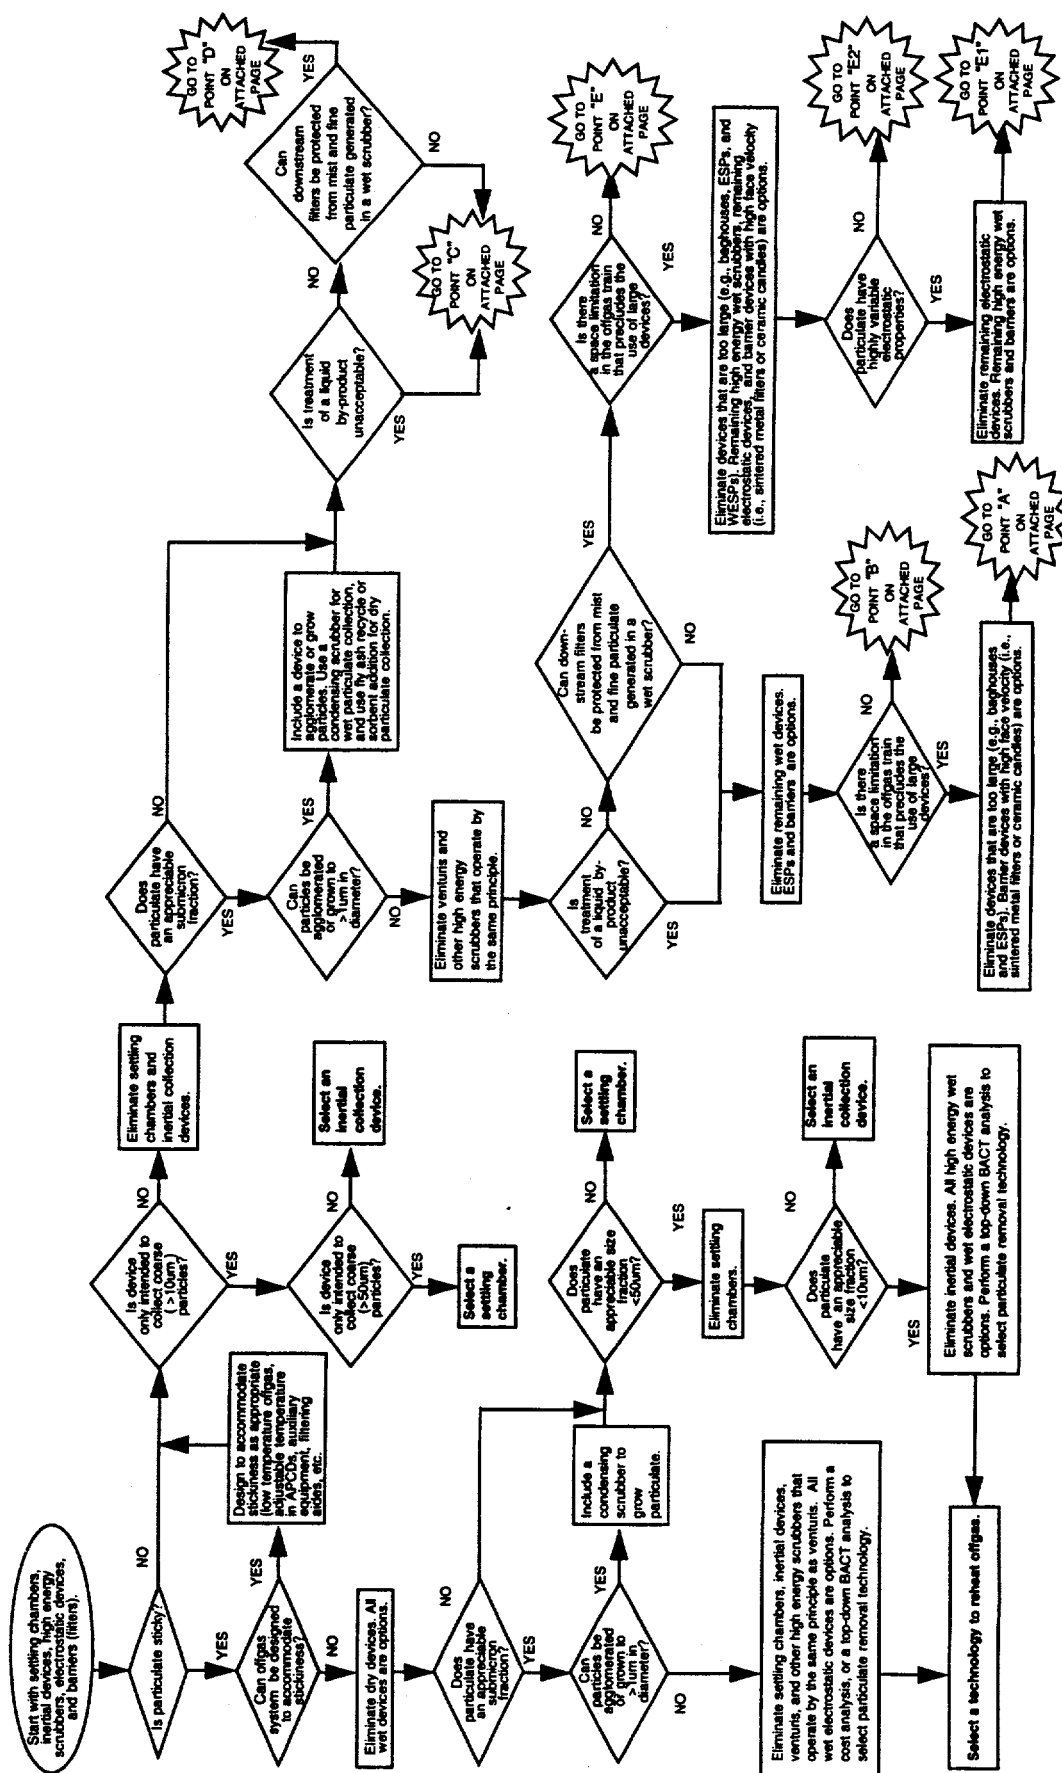 Start with settling chambers,
inertial devices, high energy
scrubbers, electrostatic devices,
and barriers (filters).
Is particulate sticky?
NO
YES
Can offgas
system be designed
to accommodate
stickiness?
YES
NO
Design to accommodate
stickiness as appropriate
(low temperature offgas,
adjustable temperature
in APCDs, auxiliary
equipment, filtering
aides, etc.
Eliminate dry devices. All
wet devices are options.
Does
particulate have
an appreciable
submicron
fraction?
NO
YES
Can
particles be
agglomerated
or grown to
>1um in
diameter?
YES
NO
Include a
condensing
scrubber to
grow
particulate.
Eliminate settling chambers, inertial devices,
venturis, and other high energy scrubbers that
operate by the same principle as venturis. All
wet electrostatic devices are options. Perform a
cost analysis, or a top-down BACT analysis to
select particulate removal technology.
Select a technology to reheat offgas.
Is device
only intended to
collect coarse
(>10um)
particles?
NO
YES
Is device
only intended to
collect coarse
(>50um)
particles?
NO
YES
Select an
inertial
collection
device.
Select a
settling
chamber.
Does
particulate
have an
appreciable size
fraction
<50um?
NO
YES
Select a
settling
chamber.
Eliminate settling
chambers.
Does
particulate
have an appreciable
size fraction
<10um?
NO
YES
Select an
inertial
collection
device.
Eliminate inertial devices. All high energy wet
scrubbers and wet electrostatic devices are
options. Perform a top-down BACT analysis to
select particulate removal technology.
Eliminate settling
chambers and
inertial collection
devices.
Does
particulate have
an appreciable
submicron
fraction?
NO
YES
Can
particles be
agglomerated
or grown to
>1um in
diameter?
YES
NO
Include a device to
agglomerate or grow
particles. Use a
condensing scrubber for
wet particulate collection,
and use fly ash recycle or
sorbent addition for dry
particulate collection.
Eliminate venturis and
other high energy
scrubbers that operate by
the same principle.
Is
treatment
of a liquid by-
product
unacceptable?
NO
YES
Can down-
stream filters
be protected from mist
and fine particulate
generated in a
wet scrubber?
YES
NO
Eliminate remaining wet devices.
ESPs and barriers are options.
Is there
a space limitation
in the offgas train
that precludes the
use of large
devices?
NO
YES
GO TO
POINT "B"
ON
ATTACHED
PAGE
Eliminate devices that are too large (e.g., baghouses
and ESPs). Barrier devices with high face velocity (i.e.,
sintered metal filters or ceramic candles) are options.
GO TO
POINT "A"
ON
ATTACHED
PAGE
Is treatment
of a liquid
by-product
unacceptable?
NO
YES
Can
downstream
filters be protected
from mist and fine
particulate generated
in a wet scrubber?
YES
NO
GO TO
POINT "D"
ON
ATTACHED
PAGE
GO TO
POINT "C"
ON
ATTACHED
PAGE
Is there
a space limitation
in the offgas train
that precludes the
use of large
devices?
NO
YES
GO TO
POINT "E"
ON
ATTACHED
PAGE
Eliminate devices that are too large (e.g., baghouses, ESPs, and
WESPs). Remaining high energy wet scrubbers, remaining
electrostatic devices, and barrier devices with high face velocity
(i.e., sintered metal filters or ceramic candles) are options.
Does
particulate have
highly variable
electrostatic
properties?
NO
YES
GO TO
POINT "E2"
ON
ATTACHED
PAGE
Eliminate remaining electrostatic
devices. Remaining high energy wet
scrubbers and barriers are options.
GO TO
POINT "E1"
ON
ATTACHED
PAGE